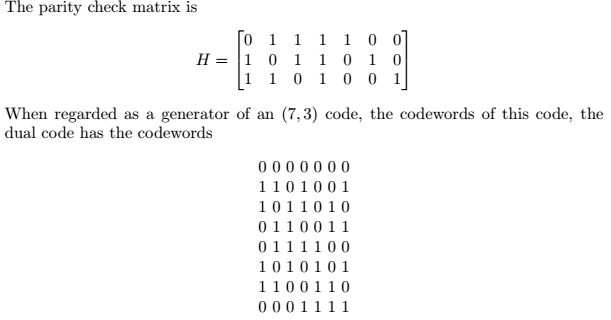 The parity check matrix is
H = [0 1 1 1 1 0 0
1 0 1 1 0 1 0
1 1 0 1 0 0 1]
When regarded as a generator of an (7, 3) code, the codewords of this code, the
dual code has the codewords
0 0 0 0 0 0 0
1 1 0 1 0 0 1
1 0 1 1 0 1 0
0 1 1 0 0 1 1
0 1 1 1 1 0 0
1 0 1 0 1 0 1
1 1 0 0 1 1 0
0 0 0 1 1 1 1